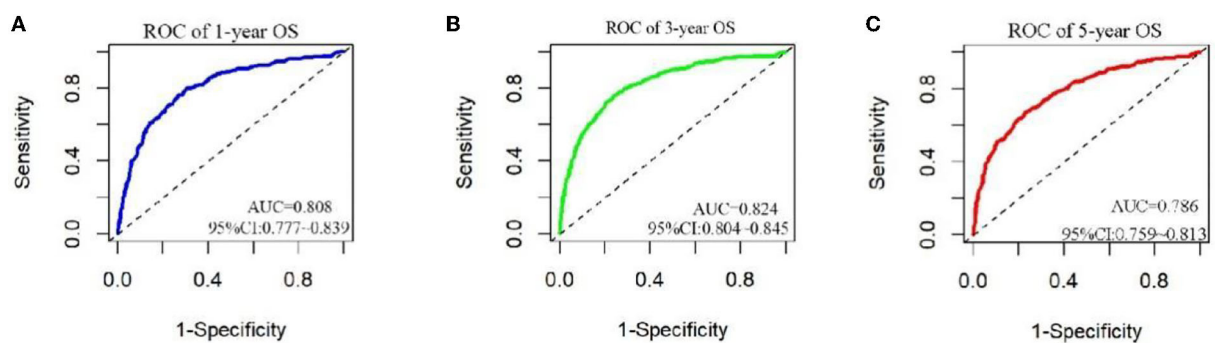 A
ROC of 1-year OS
Sensitivity
0.8
0.4
0.0
AUC=0.808
95%CI:0.777~0.839
0.0 0.4 0.8
1-Specificity
B
ROC of 3-year OS
Sensitivity
0.8
0.4
0.0
AUC=0.824
95%CI:0.804~0.845
0.0 0.4 0.8
1-Specificity
C
ROC of 5-year OS
Sensitivity
0.8
0.4
0.0
AUC=0.786
95%CI:0.759~0.813
0.0 0.4 0.8
1-Specificity